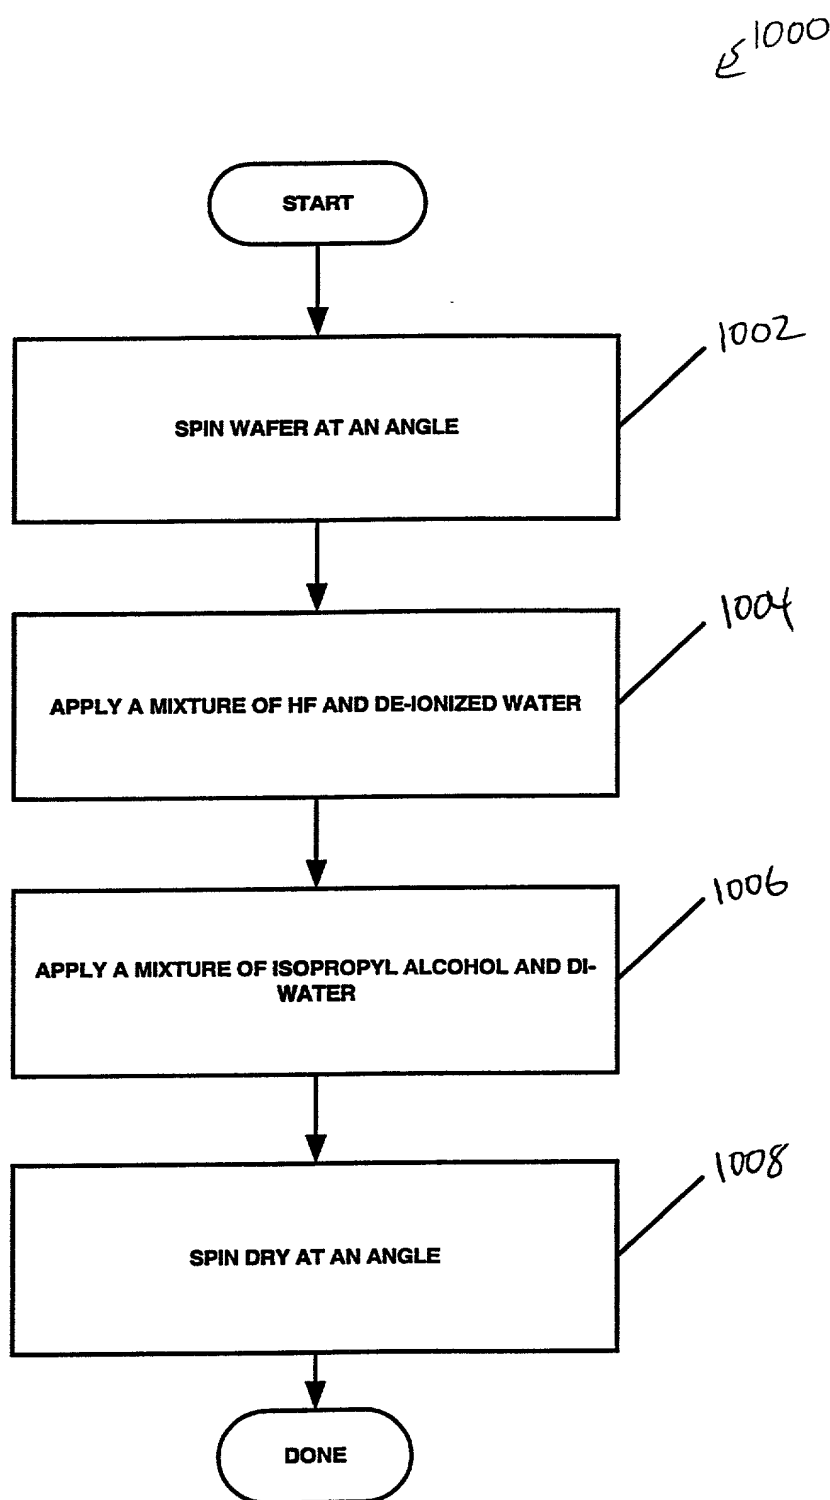 1000
START
1002
SPIN WAFER AT AN ANGLE
1004
APPLY A MIXTURE OF HF AND DE-IONIZED WATER
1006
APPLY A MIXTURE OF ISOPROPYL ALCOHOL AND DI-
WATER
1008
SPIN DRY AT AN ANGLE
DONE